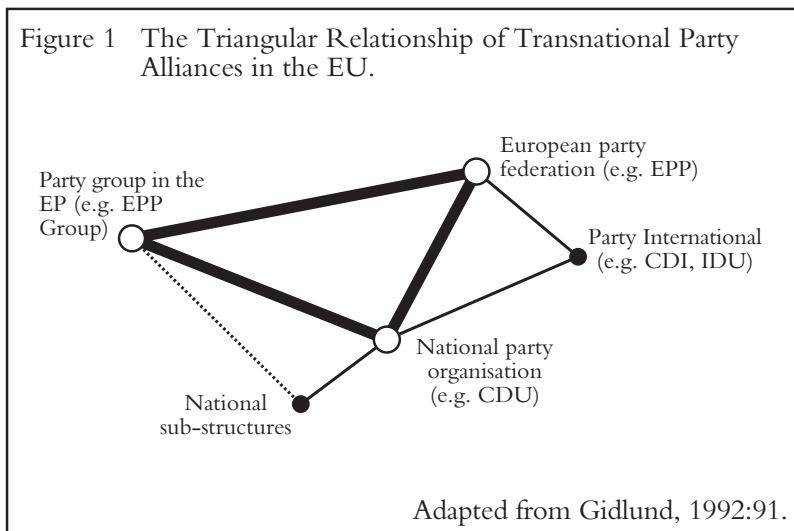 Figure 1 The Triangular Relationship of Transnational Party
Alliances in the EU.
European party
federation (e.g. EPP)
Party group in the
EP (e.g. EPP
Group)
Party International
(e.g. CDI, IDU)
National party
organisation
(e.g. CDU)
National
sub-structures
Adapted from Gidlund, 1992:91.